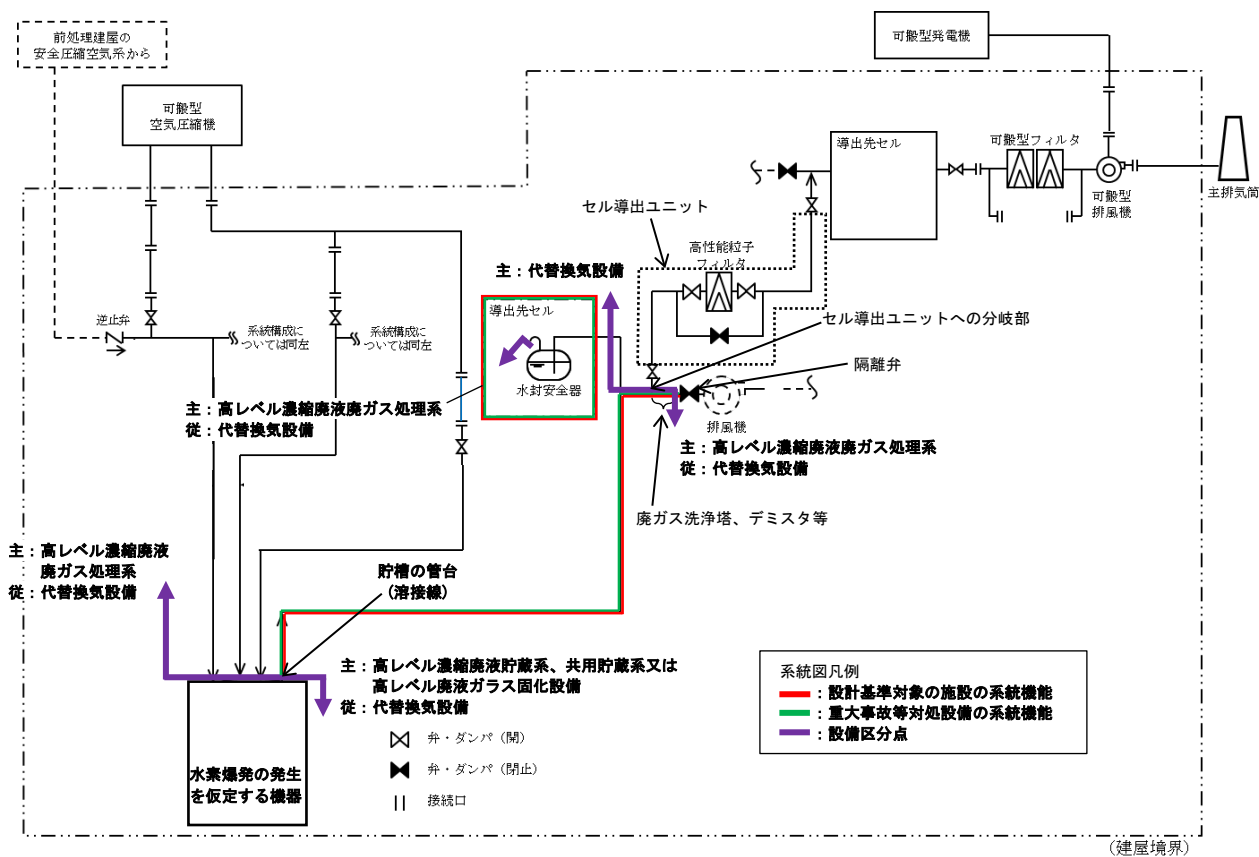 前処理建屋の
安全圧縮空気系から
可搬型
空気圧縮機
可搬型発電機
導出先セル
可搬型フィルタ
可搬型
排風機
主排気筒
セル導出ユニット
高性能粒子
フィルタ
主：代替換気設備
導出先セル
水封安全器
セル導出ユニットへの分岐部
隔離弁
排風機
逆止弁
系統構成に
ついては同左
系統構成に
ついては同左
主：高レベル濃縮廃液廃ガス処理系
従：代替換気設備
主：高レベル濃縮廃液廃ガス処理系
従：代替換気設備
廃ガス洗浄塔、デミスタ等
主：高レベル濃縮廃液
廃ガス処理系
従：代替換気設備
貯槽の管台
(溶接線)
主：高レベル濃縮廃液貯蔵系、共用貯蔵系又は
高レベル廃液ガラス固化設備
従：代替換気設備
弁・ダンパ（開）
弁・ダンパ（閉止）
接続口
水素爆発の発生
を仮定する機器
系統図凡例
：設計基準対象の施設の系統機能
：重大事故等対処設備の系統機能
：設備区分点
(建屋境界)